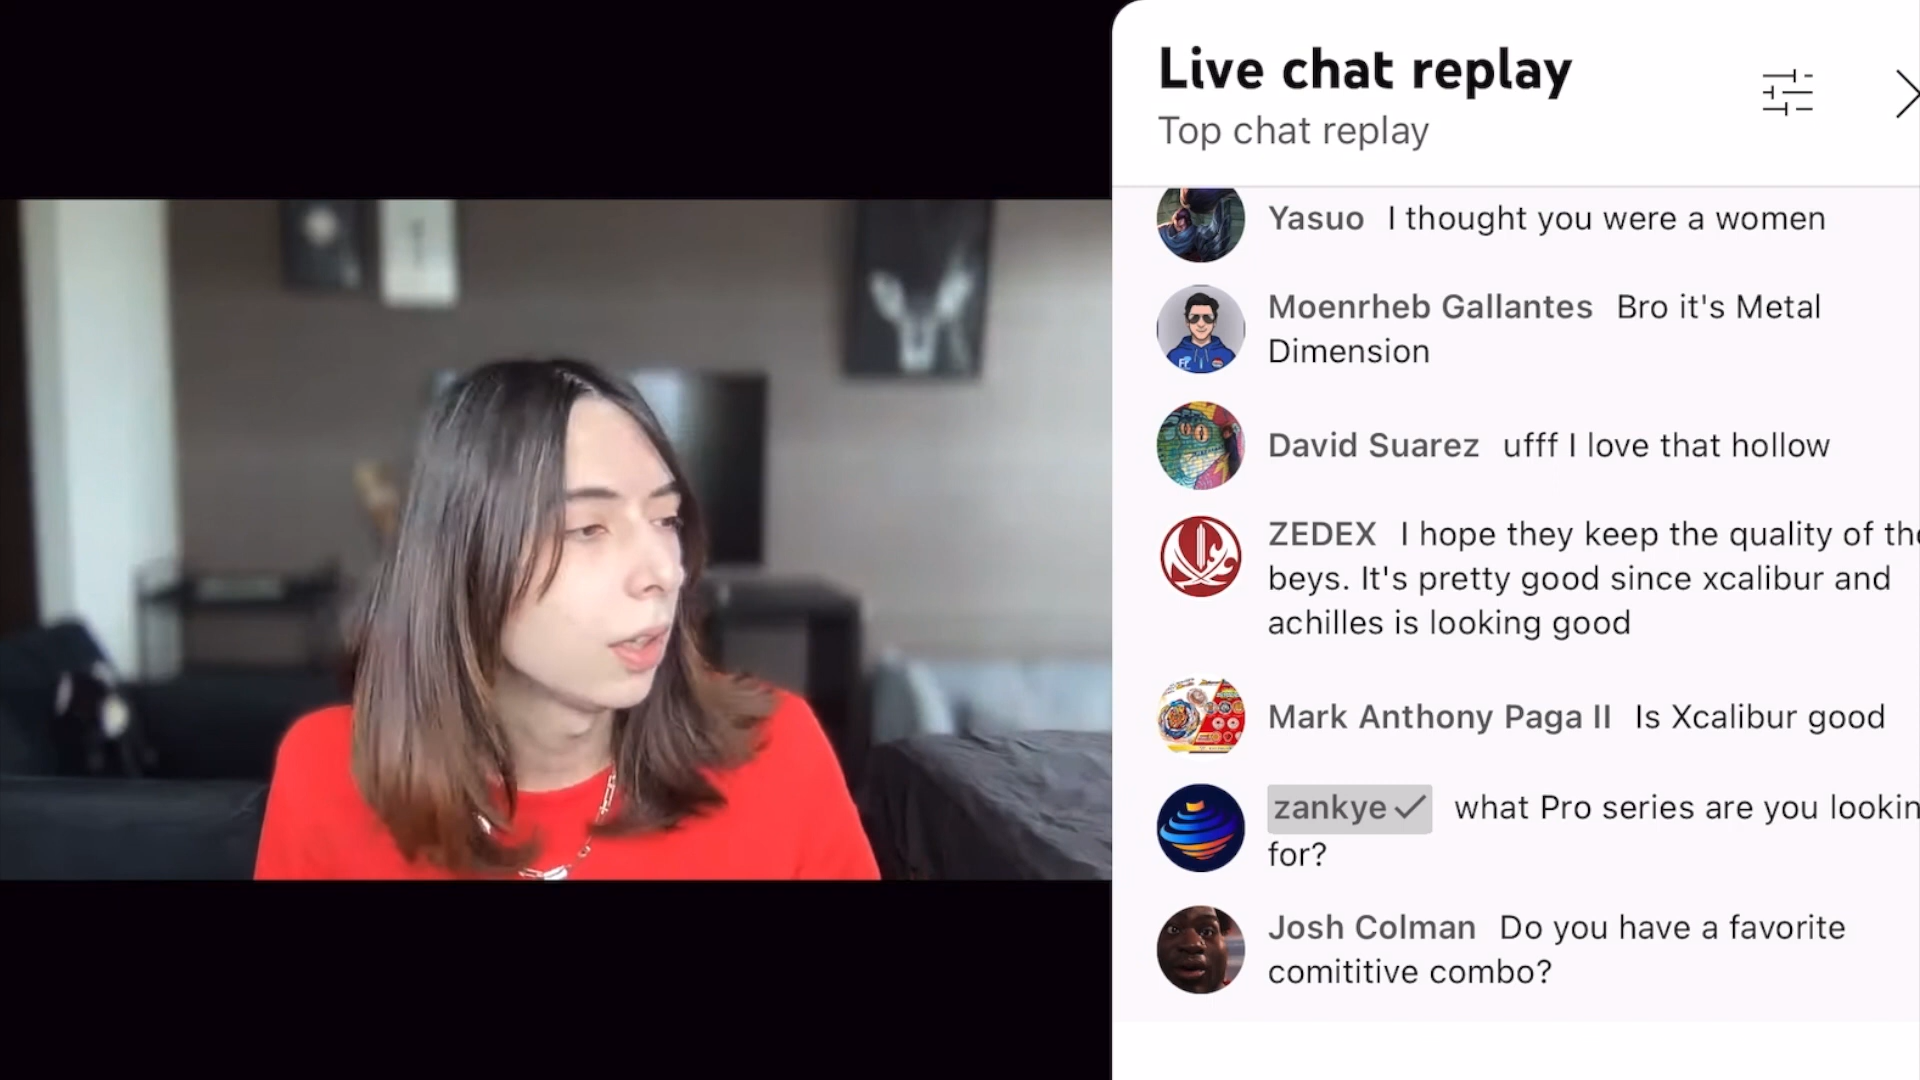 Live chat replay
Top chat replay
Yasuo I thought you were a women
Moenrheb Gallantes Bro it's Metal
Dimension
David Suarez ufff I love that hollow
ZEDEX I hope they keep the quality of the
beys. It's pretty good since xcalibur and
achilles is looking good
Mark Anthony Paga II Is Xcalibur good
zankye what Pro series are you lookin
for?
Josh Colman Do you have a favorite
comititive combo?